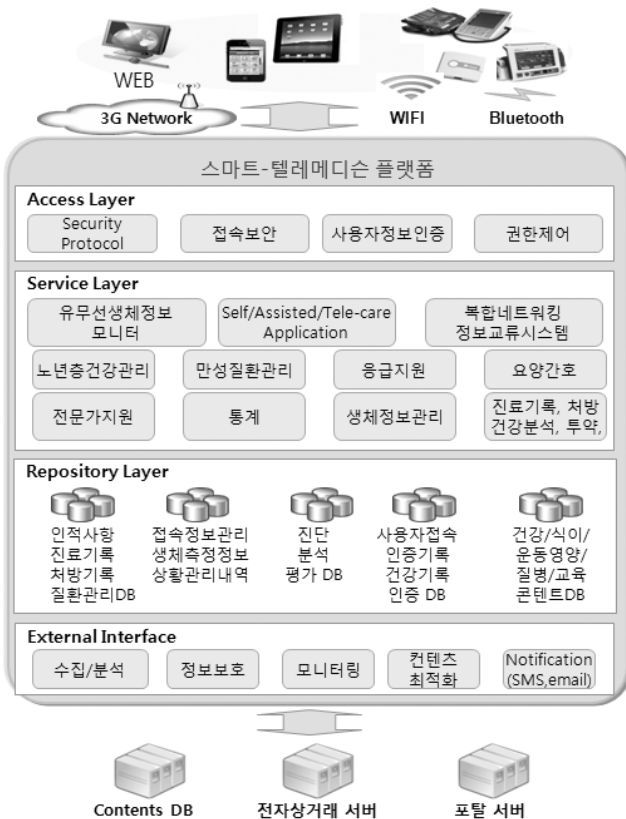 WEB
3G Network
WIFI
Bluetooth
스마트-텔레메디슨 플랫폼
Access Layer
Security
Protocol
접속보안
사용자정보인증
권한제어
Service Layer
유무선생체정보
모니터
Self/Assisted/Tele-care
Application
복합네트워킹
정보교류시스템
노년층건강관리
만성질환관리
응급지원
요양간호
전문가지원
통계
생체정보관리
진료기록, 처방
건강분석, 투약,
Repository Layer
인적사항
진료기록
처방기록
질환관리DB
접속정보관리
생체측정정보
상황관리내역
진단
분석
평가 DB
사용자접속
인증기록
건강기록
인증 DB
건강/식이/
운동영양/
질병/교육
콘텐트DB
External Interface
수집/분석
정보보호
모니터링
컨텐츠
최적화
Notification
(SMS,email)
Contents DB
전자상거래 서버
포탈 서버